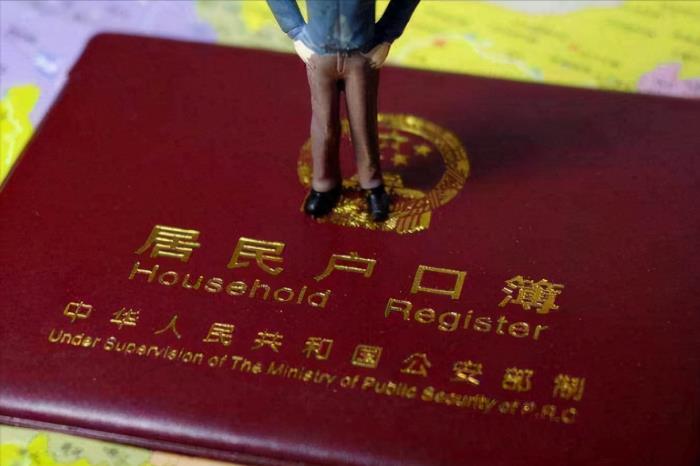 居民户口簿
Household Register
中华人民共和国公安部制
Under Supervision of The Ministry of Public Security of P.R.C